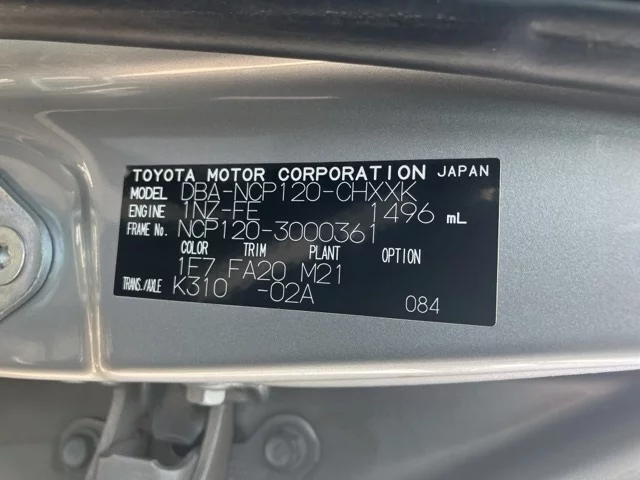 TOYOTA MOTOR CORPORATION JAPAN
MODEL DBA-NCP120-CHXXK
ENGINE 1NZ-FE 1496 mL
FRAME No. NCP120-3000361
COLOR TRIM PLANT OPTION
1F7 FA20 M21
TRANS./AXLE K310 -02A
084